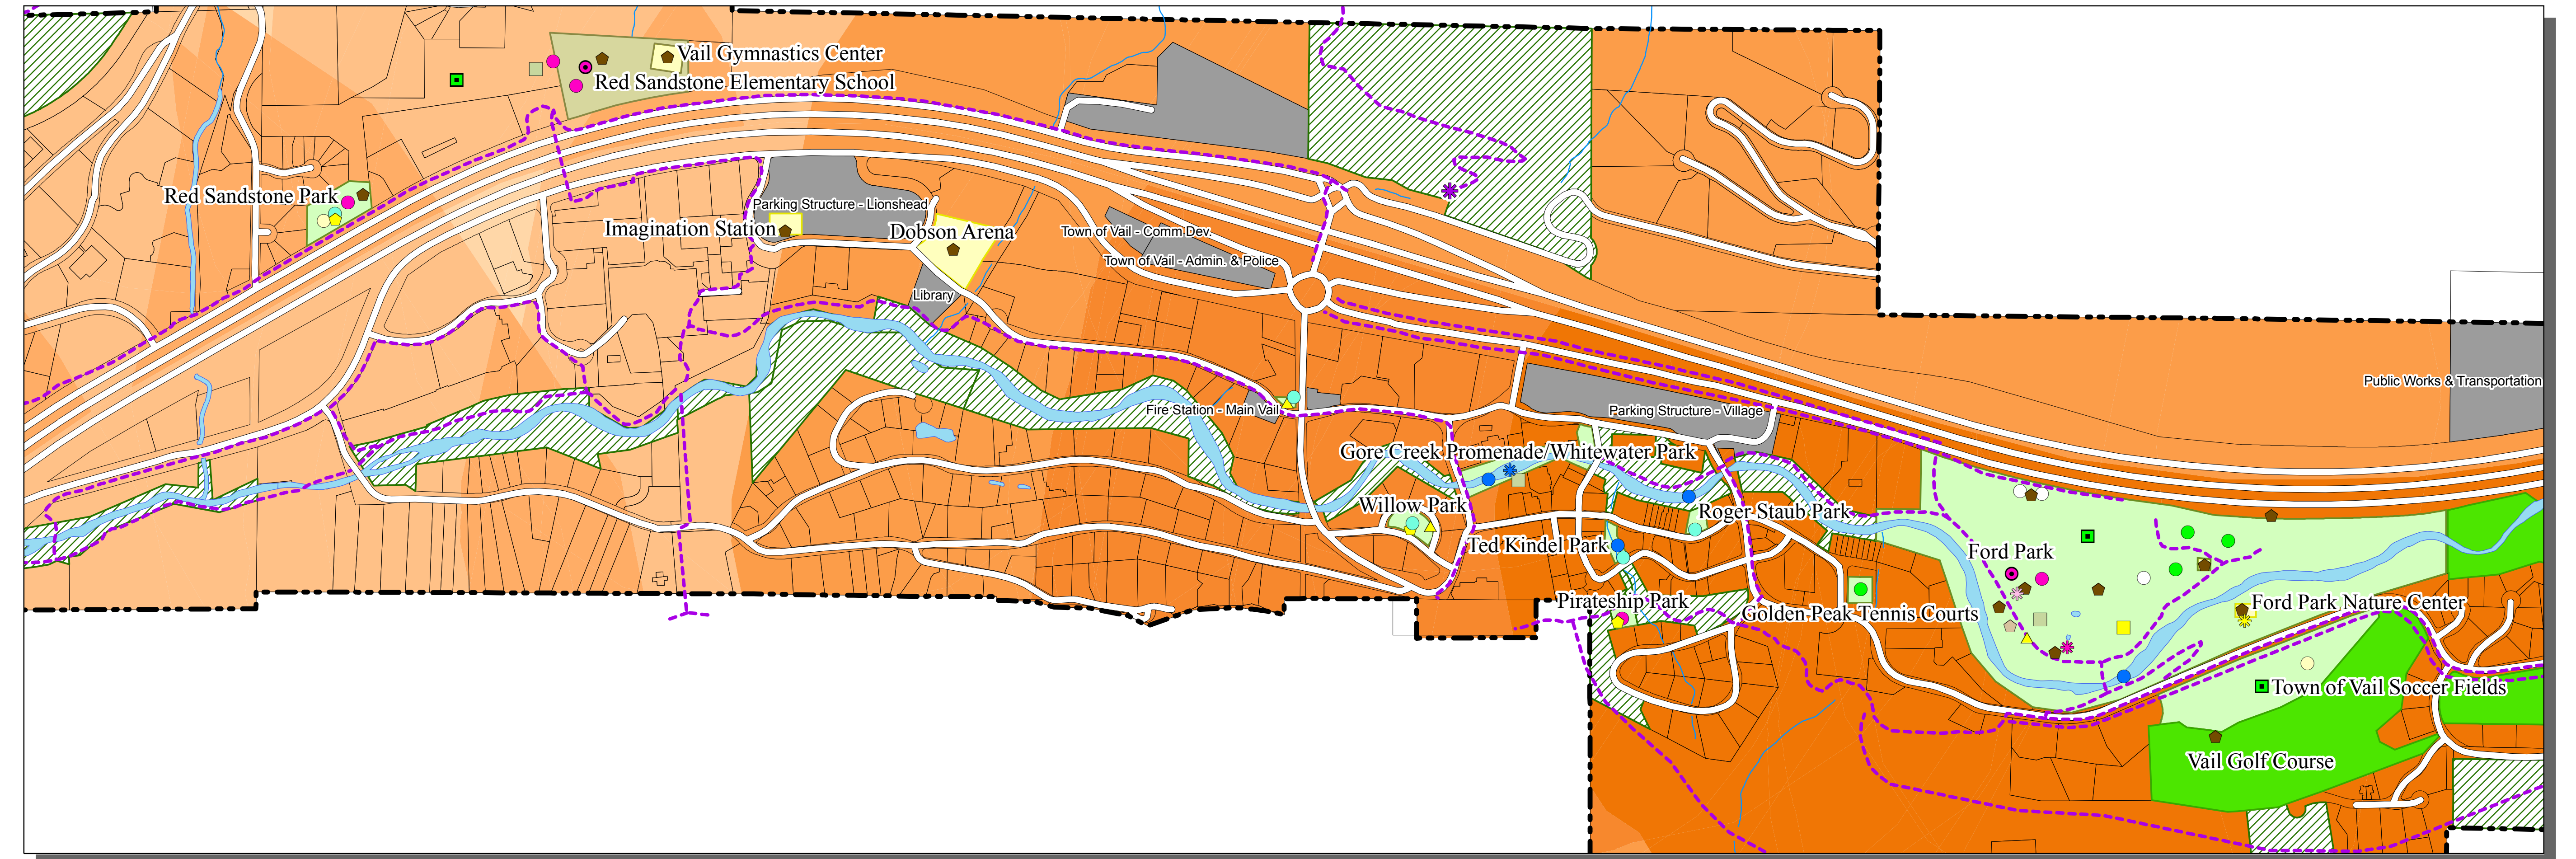 Vail Gymnastics Center
Red Sandstone Elementary School
Red Sandstone Park
Parking Structure - Lionshead
Imagination Station
Dobson Arena
Town of Vail - Comm Dev.
Town of Vail - Admin. & Police
Library
Public Works & Transportation
Fire Station - Main Vail
Parking Structure - Village
Gore Creek Promenade/Whitewater Park
Willow Park
Roger Staub Park
Ted Kindel Park
Ford Park
Pirateship Park
Golden Peak Tennis Courts
Ford Park Nature Center
Town of Vail Soccer Fields
Vail Golf Course